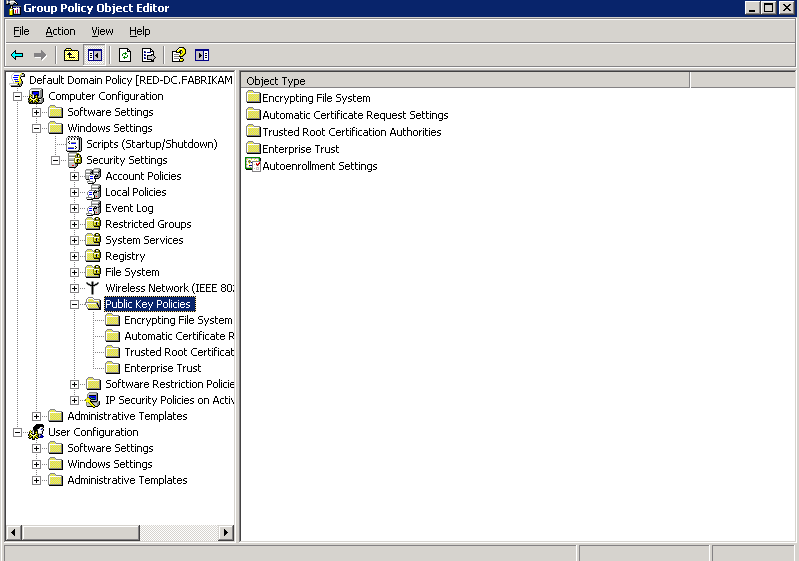 Group Policy Object Editor
File Action View Help
Default Domain Policy [RED-DC.FABRIKAM
Computer Configuration
Software Settings
Windows Settings
Scripts (Startup/Shutdown)
Security Settings
Account Policies
Local Policies
Event Log
Restricted Groups
System Services
Registry
File System
Wireless Network (IEEE 802
Public Key Policies
Encrypting File System
Automatic Certificate R
Trusted Root Certificat
Enterprise Trust
Software Restriction Policie
IP Security Policies on Activ
Administrative Templates
User Configuration
Software Settings
Windows Settings
Administrative Templates
Object Type
Encrypting File System
Automatic Certificate Request Settings
Trusted Root Certification Authorities
Enterprise Trust
Autoenrollment Settings